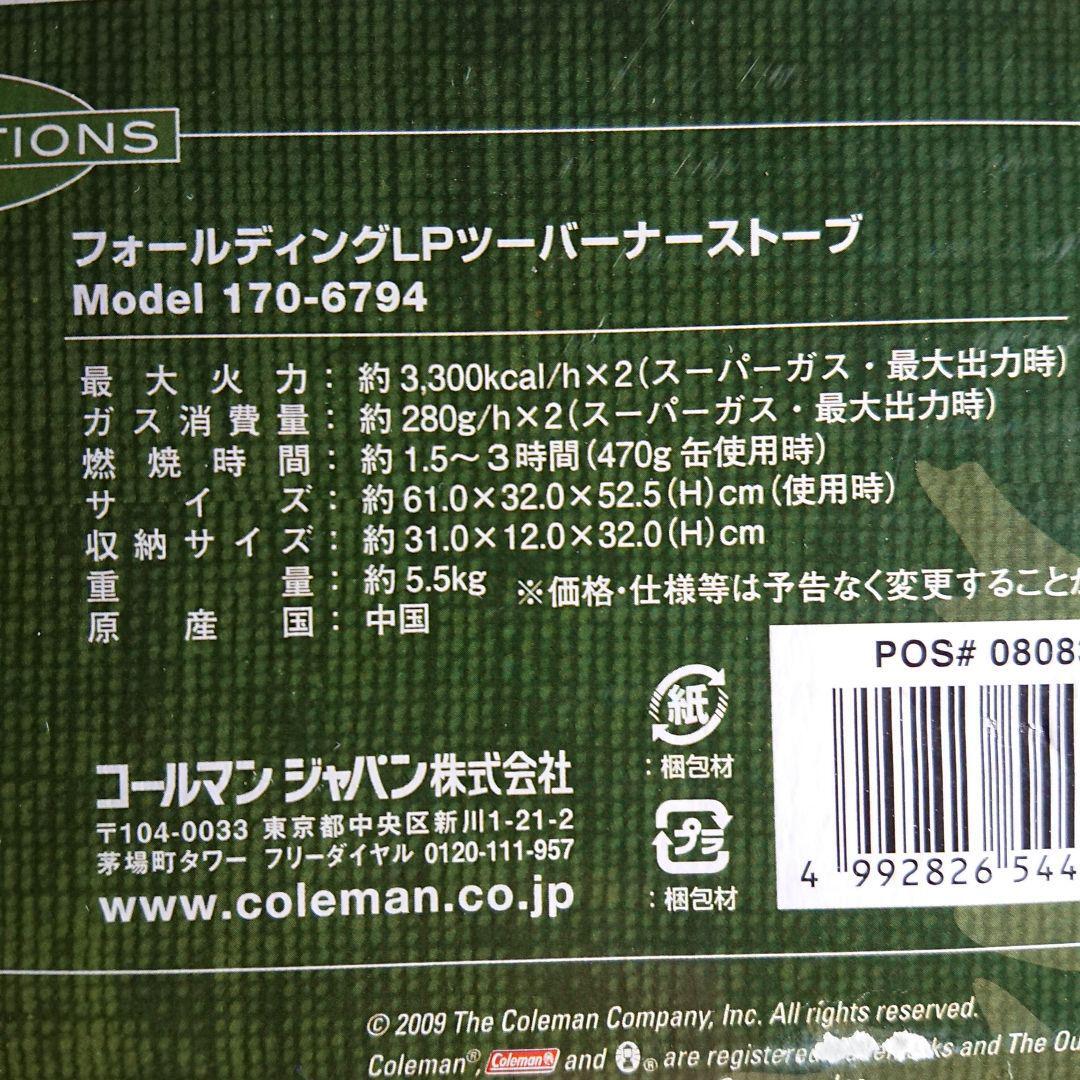 TIONS
フォールディングLPツーバーナーストーブ
Model 170-6794
最大火力：約3,300kcal/h×2(スーパーガス・最大出力時)
ガス消費量：約280g/h×2(スーパーガス・最大出力時)
燃焼時間：約1.5〜3時間(470g缶使用時)
サイズ：約61.0×32.0×52.5(H)cm(使用時)
収納サイズ：約31.0×12.0×32.0(H)cm
重量：約5.5kg ※価格・仕様等は予告なく変更することが
原産国：中国
POS# 0808
紙
：梱包材
コールマン ジャパン株式会社
〒104-0033 東京都中央区新川1-21-2
茅場町タワー フリーダイヤル 0120-111-957
www.coleman.co.jp
プラ
：梱包材
4 992826 544
© 2009 The Coleman Company, Inc. All rights reserved.
Coleman®, Coleman® and ® are registered and The Ou